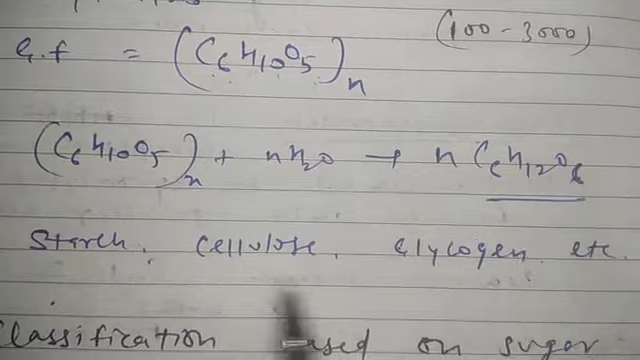 (100-3000)
G.f = (C6H10O5)n
(C6H10O5)n + nH2O → n C6H12O6
Starch, cellulose, Glycogen etc.
Classification based on sugar